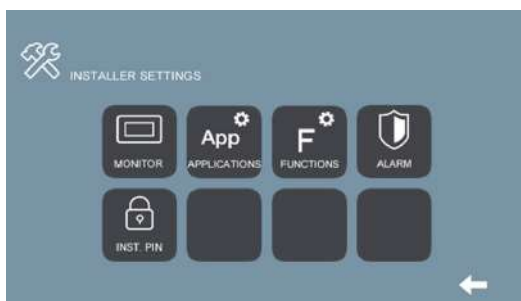 INSTALLER SETTINGS
App
F
MONITOR
APPLICATIONS
FUNCTIONS
ALARM
INST. PIN